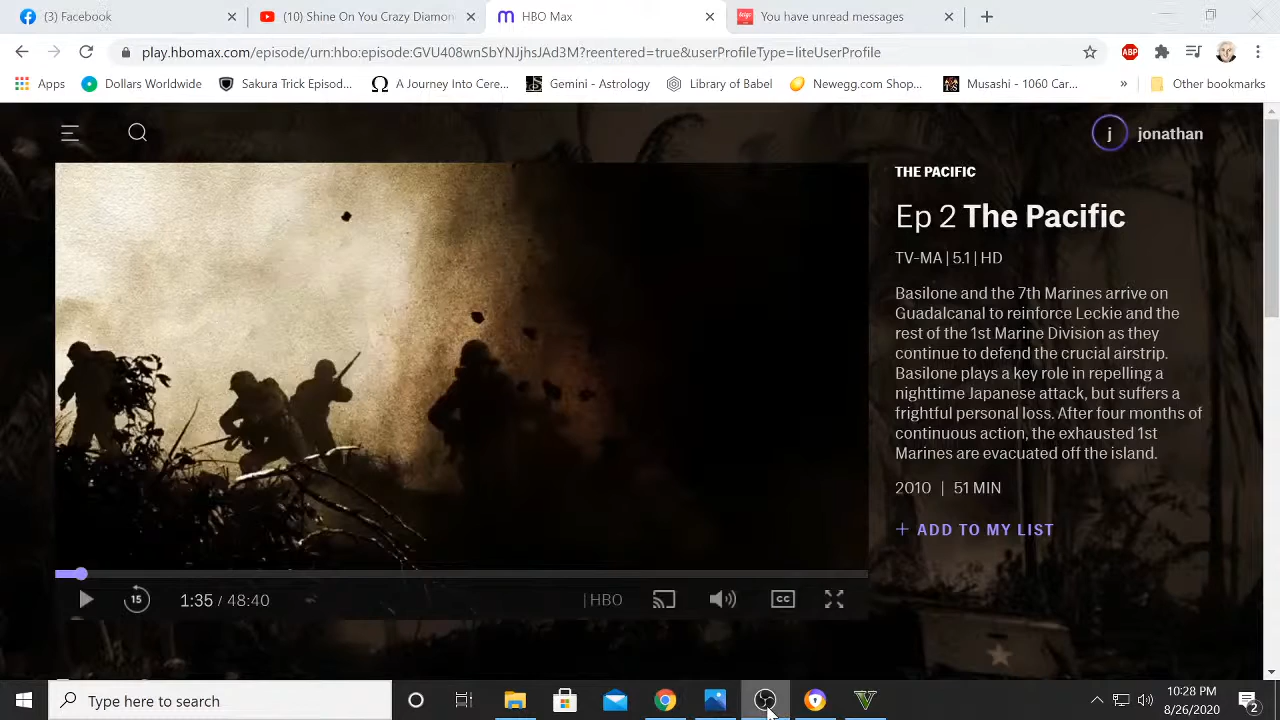 (3) Facebook
(10) Shine On You Crazy Diamon
HBO Max
You have unread messages
play.hbomax.com/episode/urn:hbo:episode:GVU408wnSbYNJjhsJAd3M?reentered=true&userProfileType=liteUserProfile
ABP
Apps
Dollars Worldwide
Sakura Trick Episod...
A Journey Into Cere...
Gemini - Astrology
Library of Babel
Newegg.com Shop...
Musashi - 1060 Car...
»
Other bookmarks
j jonathan
THE PACIFIC
Ep 2 The Pacific
TV-MA | 5.1 | HD
Basilone and the 7th Marines arrive on
Guadalcanal to reinforce Leckie and the
rest of the 1st Marine Division as they
continue to defend the crucial airstrip.
Basilone plays a key role in repelling a
nighttime Japanese attack, but suffers a
frightful personal loss. After four months of
continuous action, the exhausted 1st
Marines are evacuated off the island.
2010 | 51 MIN
+ ADD TO MY LIST
15
1:35 / 48:40
| HBO
CC
Type here to search
10:28 PM
8/26/2020
2